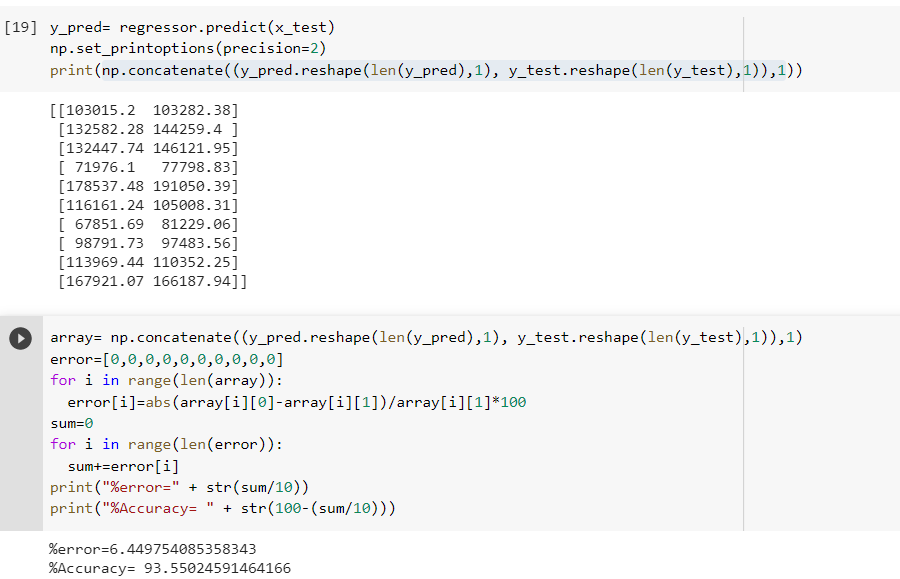 [19] y_pred= regressor.predict(x_test)
np.set_printoptions(precision=2)
print(np.concatenate((y_pred.reshape(len(y_pred),1), y_test.reshape(len(y_test),1)),1))
[[103015.2  103282.38]
 [132582.28 144259.4 ]
 [132447.74 146121.95]
 [ 71976.1   77798.83]
 [178537.48 191050.39]
 [116161.24 105008.31]
 [ 67851.69  81229.06]
 [ 98791.73  97483.56]
 [113969.44 110352.25]
 [167921.07 166187.94]]
array= np.concatenate((y_pred.reshape(len(y_pred),1), y_test.reshape(len(y_test),1)),1)
error=[0,0,0,0,0,0,0,0,0,0]
for i in range(len(array)):
  error[i]=abs(array[i][0]-array[i][1])/array[i][1]*100
sum=0
for i in range(len(error)):
  sum+=error[i]
print("%error=" + str(sum/10))
print("%Accuracy= " + str(100-(sum/10)))
%error=6.449754085358343
%Accuracy= 93.55024591464166